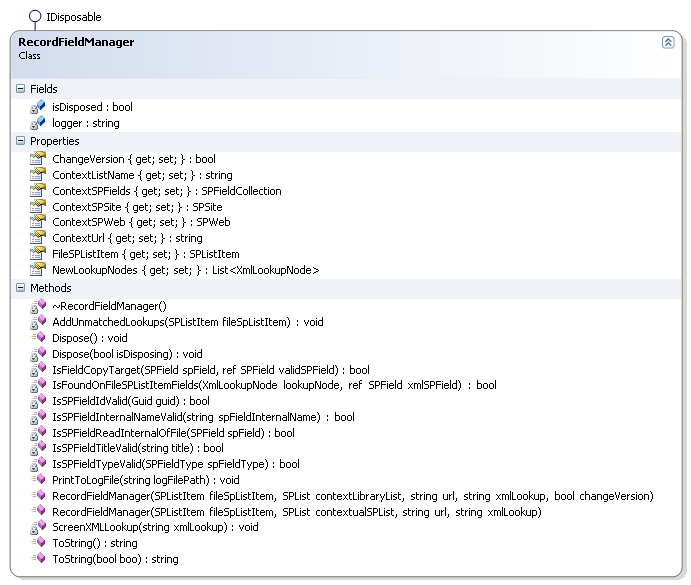 IDisposable
RecordFieldManager
Class
Fields
isDisposed : bool
logger : string
Properties
ChangeVersion { get; set; } : bool
ContextListName { get; set; } : string
ContextSPFields { get; set; } : SPFieldCollection
ContextSPSite { get; set; } : SPSite
ContextSPWeb { get; set; } : SPWeb
ContextUrl { get; set; } : string
FileSPListItem { get; set; } : SPListItem
NewLookupNodes { get; set; } : List<XmlLookupNode>
Methods
~RecordFieldManager()
AddUnmatchedLookups(SPListItem fileSpListItem) : void
Dispose() : void
Dispose(bool isDisposing) : void
IsFieldCopyTarget(SPField spField, ref SPField validSPField) : bool
IsFoundOnFileSPListItemFields(XmlLookupNode lookupNode, ref SPField xmlSPField) : bool
IsSPFieldIdValid(Guid guid) : bool
IsSPFieldInternalNameValid(string spFieldInternalName) : bool
IsSPFieldReadInternalOfFile(SPField spField) : bool
IsSPFieldTitleValid(string title) : bool
IsSPFieldTypeValid(SPFieldType spFieldType) : bool
PrintToLogFile(string logFilePath) : void
RecordFieldManager(SPListItem fileSpListItem, SPList contextLibraryList, string url, string xmlLookup, bool changeVersion)
RecordFieldManager(SPListItem fileSpListItem, SPList contextualSPList, string url, string xmlLookup)
ScreenXMLLookup(string xmlLookup) : void
ToString() : string
ToString(bool boo) : string